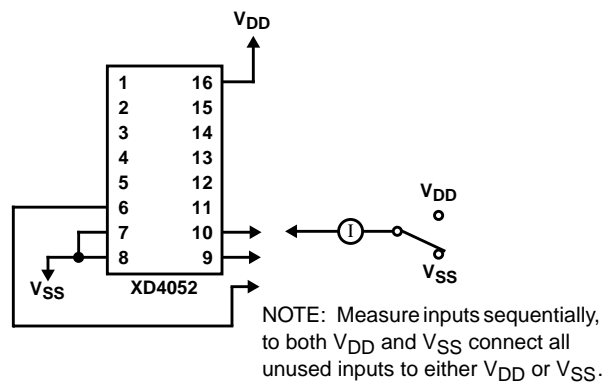 VDD
1 16
2 15
3 14
4 13
5 12
6 11
7 10
8 9
VSS
XD4052
I
VDD
VSS
NOTE: Measure inputs sequentially,
to both VDD and VSS connect all
unused inputs to either VDD or VSS.